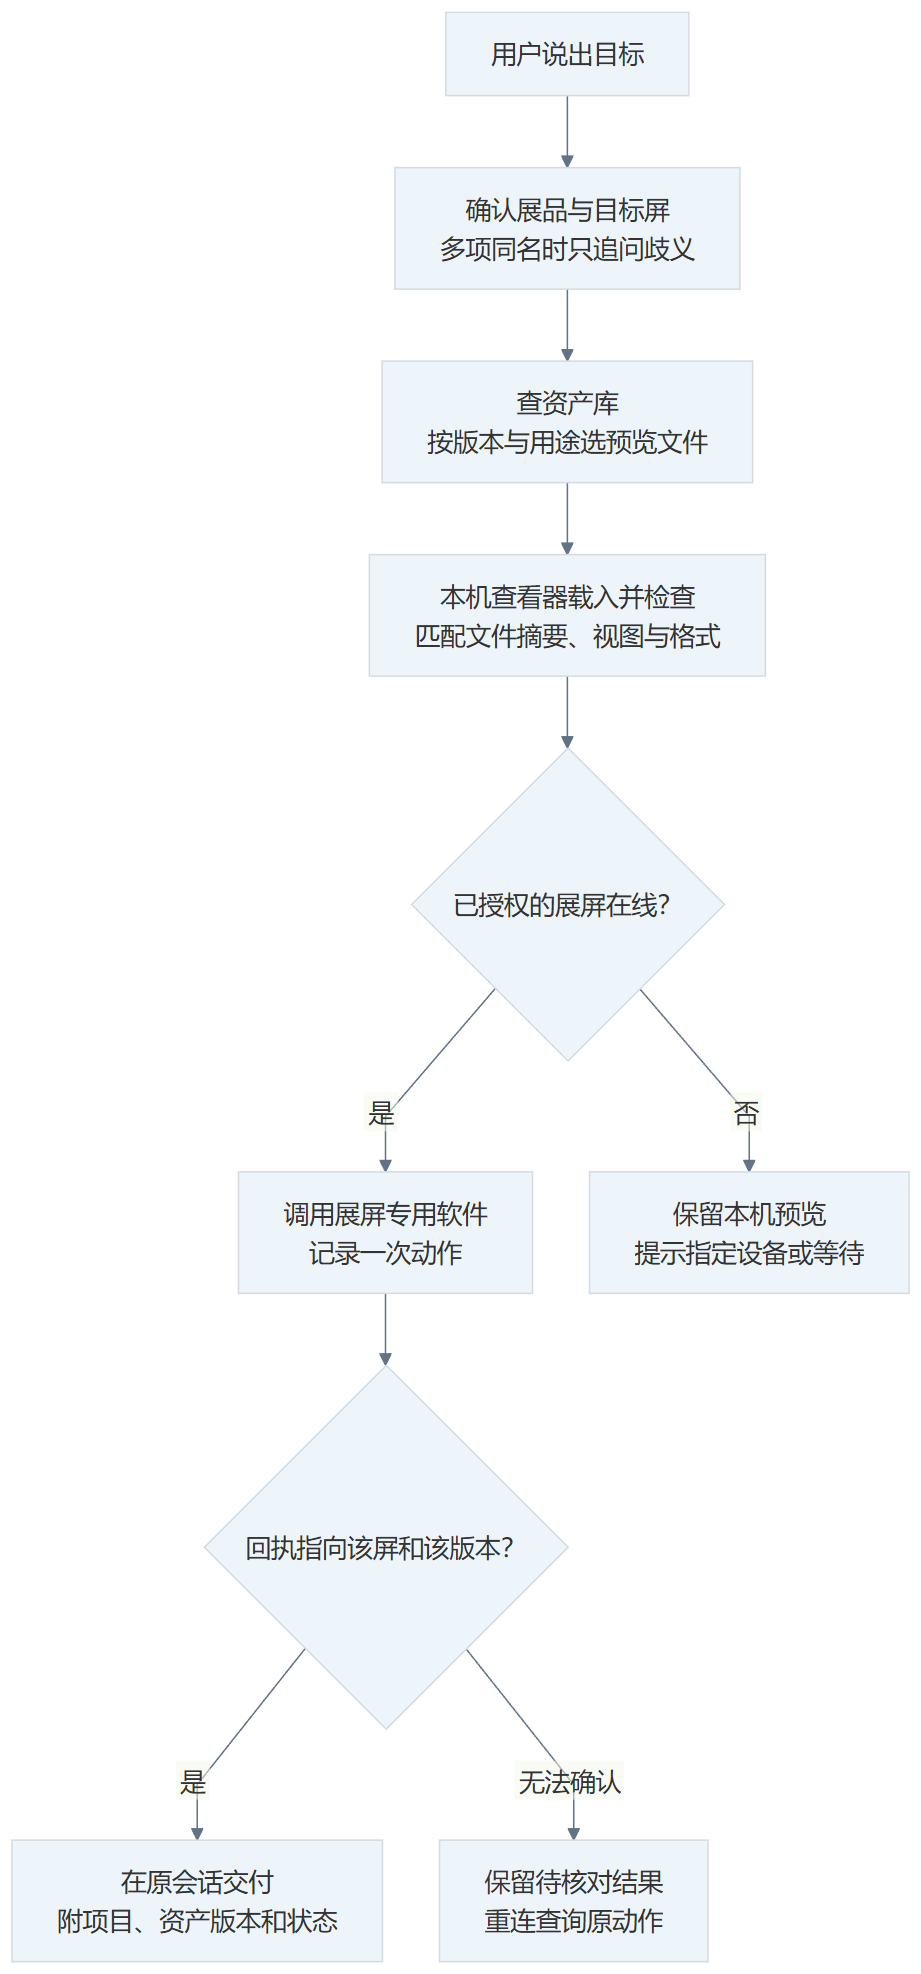 用户说出目标
确认展品与目标屏
多项同名时只追问歧义
查资产库
按版本与用途选预览文件
本机查看器载入并检查
匹配文件摘要、视图与格式
已授权的展屏在线?
是
否
调用展屏专用软件
记录一次动作
保留本机预览
提示指定设备或等待
回执指向该屏和该版本?
是
无法确认
在原会话交付
附项目、资产版本和状态
保留待核对结果
重连查询原动作